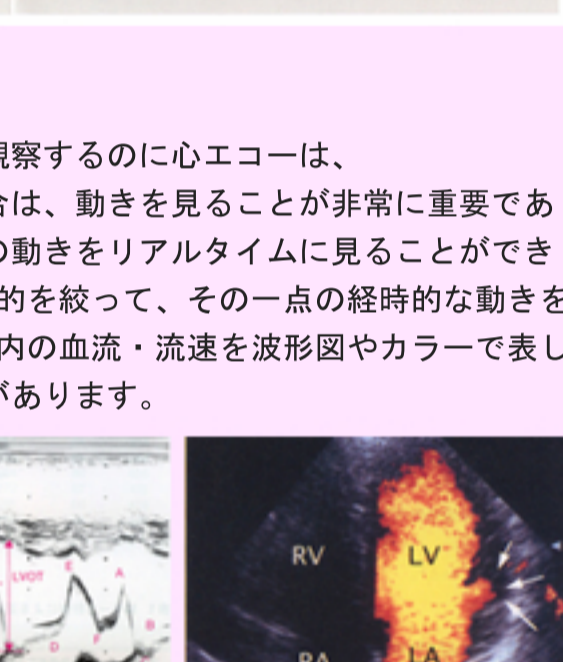 観察するのに心エコーは、
合は、動きを見ることが非常に重要であ
の動きをリアルタイムに見ることができ
的を絞って、その一点の経時的な動きを
内の血流・流速を波形図やカラーで表し
があります。
LVOT
E
A
D
F
B
RV
LV
RA
LA